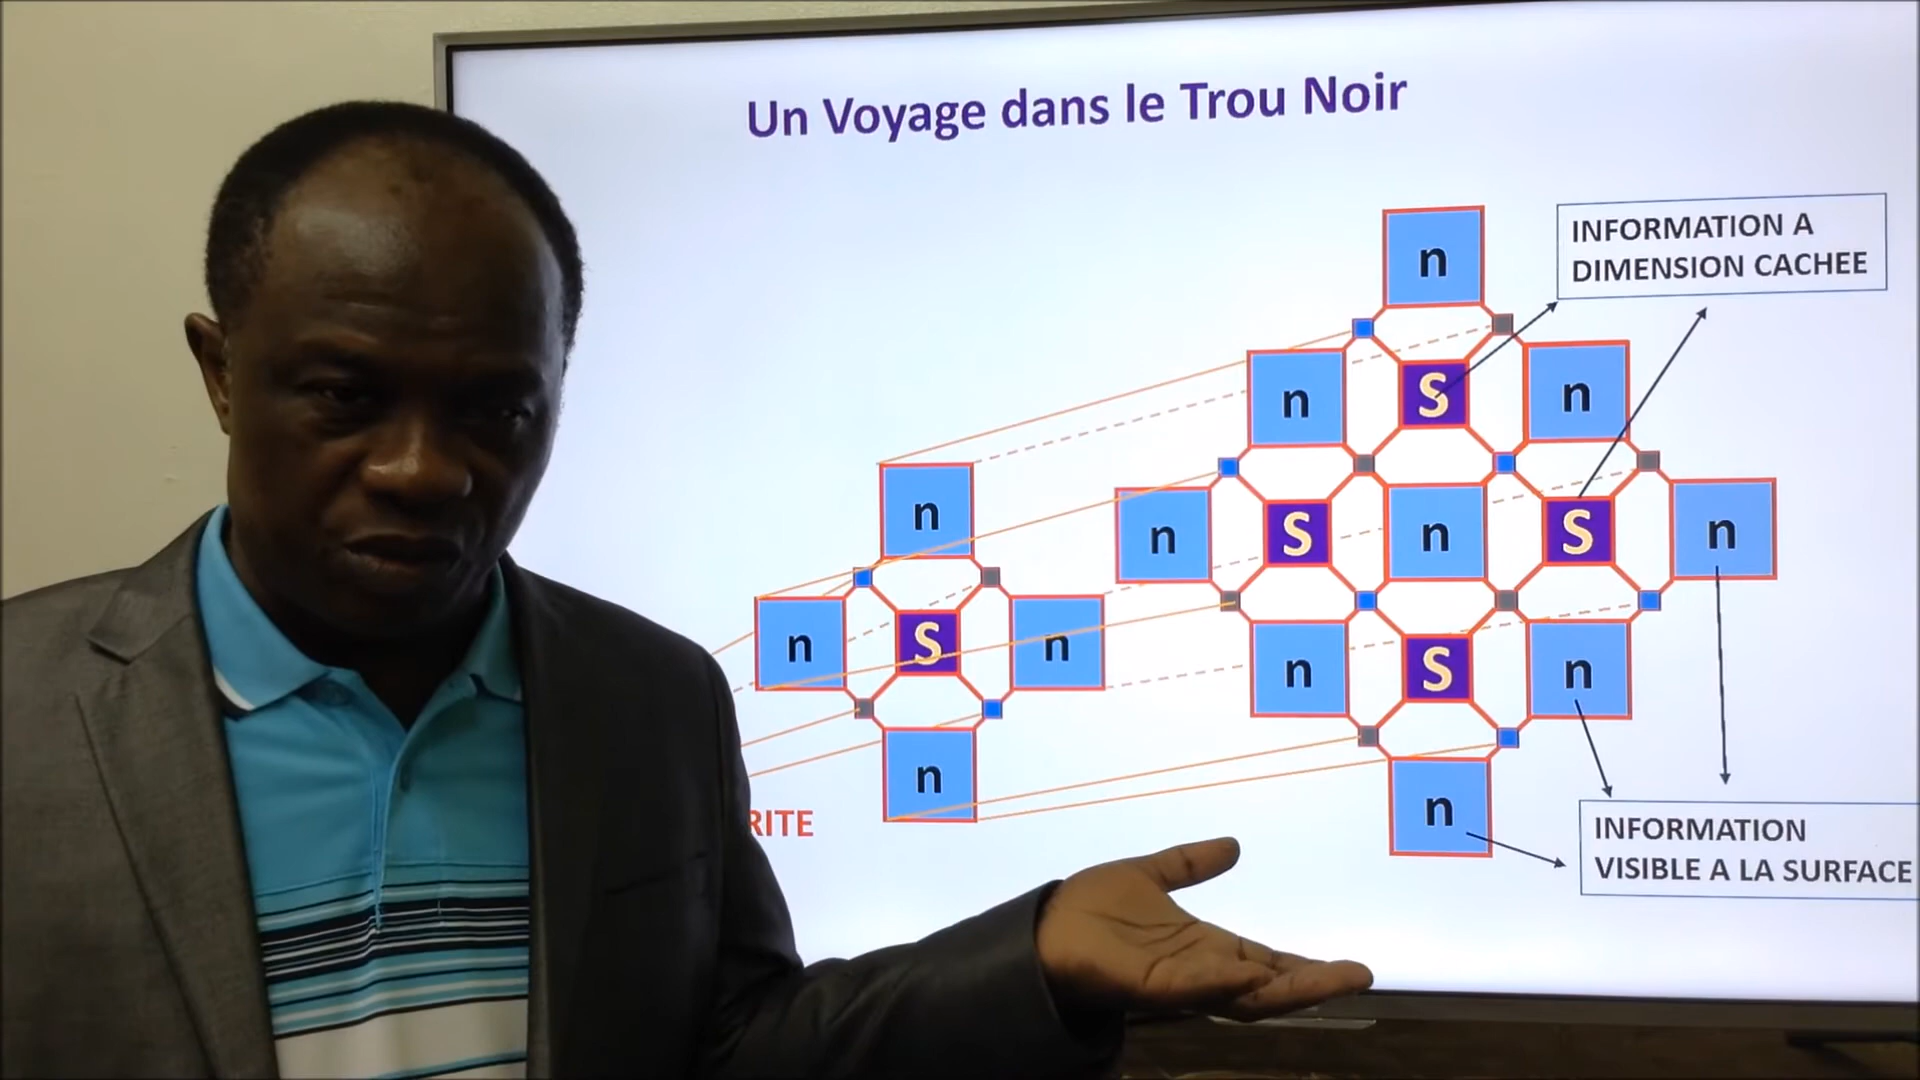 Un Voyage dans le Trou Noir
INFORMATION A
DIMENSION CACHEE
n
n
S
n
n
n
S
n
S
n
n
n
S
n
n
S
n
n
n
RITE
INFORMATION
VISIBLE A LA SURFACE